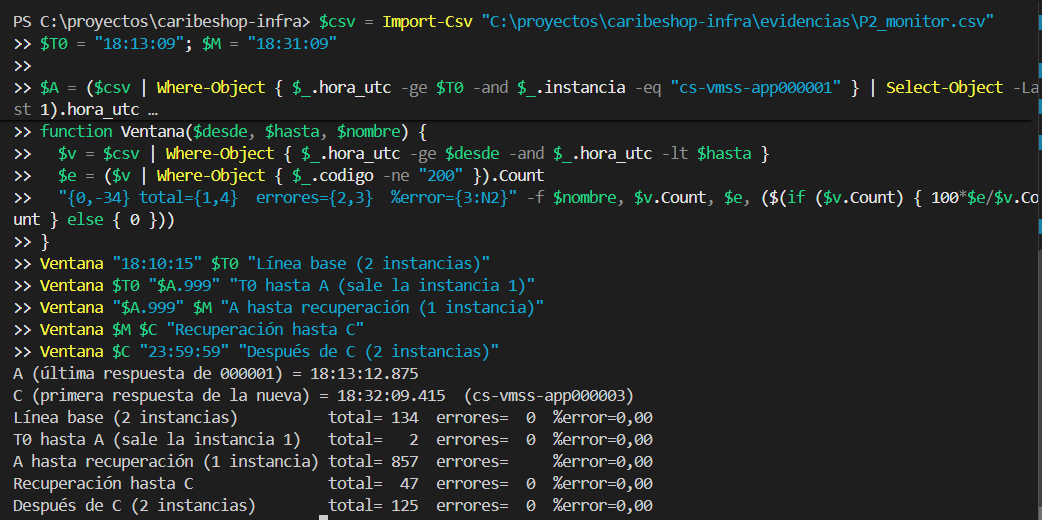 PS C:\proyectos\caribeshop-infra> $csv = Import-Csv "C:\proyectos\caribeshop-infra\evidencias\P2_monitor.csv"
>> $T0 = "18:13:09"; $M = "18:31:09"
>>
>> $A = ($csv | Where-Object { $_.hora_utc -ge $T0 -and $_.instancia -eq "cs-vmss-app000001" } | Select-Object -La
st 1).hora_utc …
>> function Ventana($desde, $hasta, $nombre) {
>>   $v = $csv | Where-Object { $_.hora_utc -ge $desde -and $_.hora_utc -lt $hasta }
>>   $e = ($v | Where-Object { $_.codigo -ne "200" }).Count
>>   "{0,-34} total={1,4}  errores={2,3}  %error={3:N2}" -f $nombre, $v.Count, $e, ($(if ($v.Count) { 100*$e/$v.Co
unt } else { 0 }))
>> }
>> Ventana "18:10:15" $T0 "Línea base (2 instancias)"
>> Ventana $T0 "$A.999" "T0 hasta A (sale la instancia 1)"
>> Ventana "$A.999" $M "A hasta recuperación (1 instancia)"
>> Ventana $M $C "Recuperación hasta C"
>> Ventana $C "23:59:59" "Después de C (2 instancias)"
A (última respuesta de 000001) = 18:13:12.875
C (primera respuesta de la nueva) = 18:32:09.415  (cs-vmss-app000003)
Línea base (2 instancias)          total= 134  errores=  0  %error=0,00
T0 hasta A (sale la instancia 1)   total=   2  errores=  0  %error=0,00
A hasta recuperación (1 instancia) total= 857  errores=     %error=0,00
Recuperación hasta C               total=  47  errores=  0  %error=0,00
Después de C (2 instancias)        total= 125  errores=  0  %error=0,00